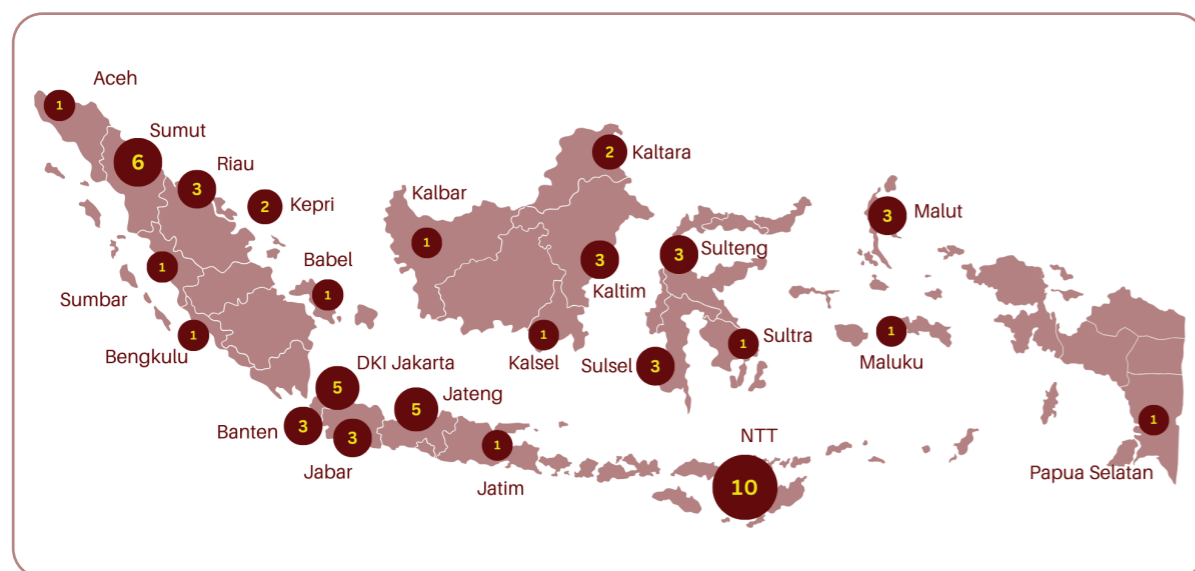 Aceh
1
Sumut
6
Riau
3
Kepri
2
Sumbar
1
Babel
1
Bengkulu
1
DKI Jakarta
5
Banten
3
Jabar
3
Jateng
5
Jatim
1
Kalbar
1
Kaltara
2
Kaltim
3
Kalsel
1
Sulteng
3
Sultra
1
Sulsel
3
Malut
3
Maluku
1
NTT
10
Papua Selatan
1